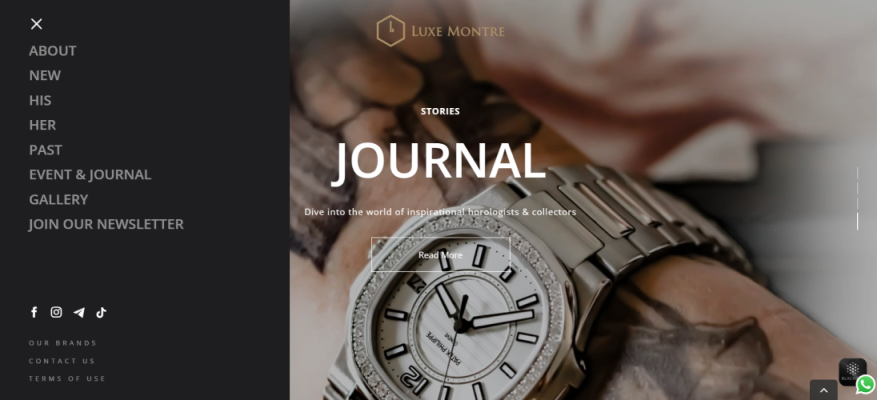 ABOUT
NEW
HIS
HER
PAST
EVENT & JOURNAL
GALLERY
JOIN OUR NEWSLETTER
OUR BRANDS
CONTACT US
TERMS OF USE
LUXE MONTRE
STORIES
JOURNAL
Dive into the world of inspirational horologists & collectors
Read More
PATEK PHILIPPE
12